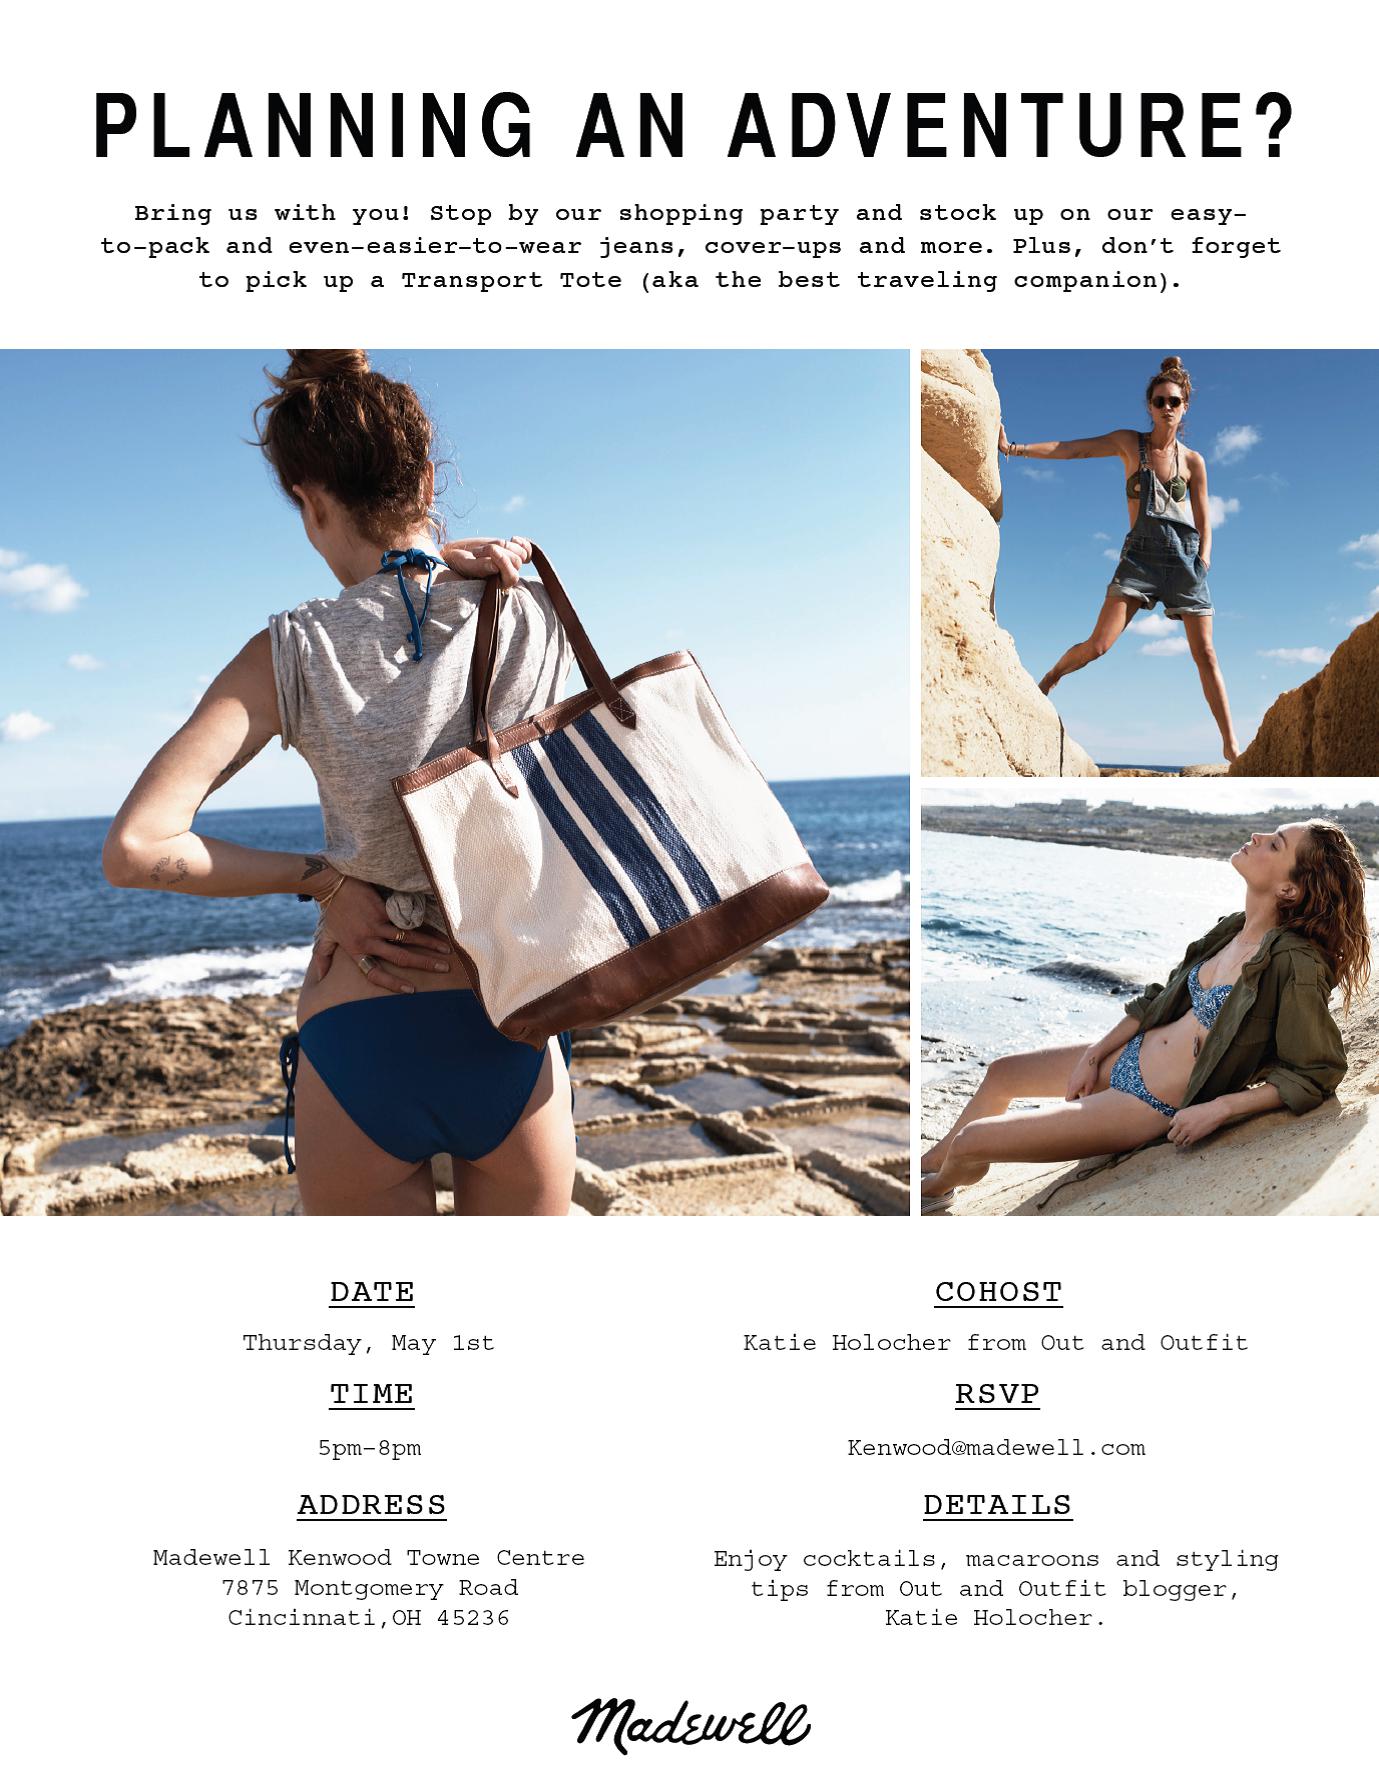 PLANNING AN ADVENTURE?
Bring us with you! Stop by our shopping party and stock up on our easy-
to-pack and even-easier-to-wear jeans, cover-ups and more. Plus, don't forget
to pick up a Transport Tote (aka the best traveling companion).
DATE
Thursday, May 1st
TIME
5pm-8pm
ADDRESS
Madewell Kenwood Towne Centre
7875 Montgomery Road
Cincinnati,OH 45236
COHOST
Katie Holocher from Out and Outfit
RSVP
Kenwood@madewell.com
DETAILS
Enjoy cocktails, macaroons and styling
tips from Out and Outfit blogger,
Katie Holocher.
Madewell